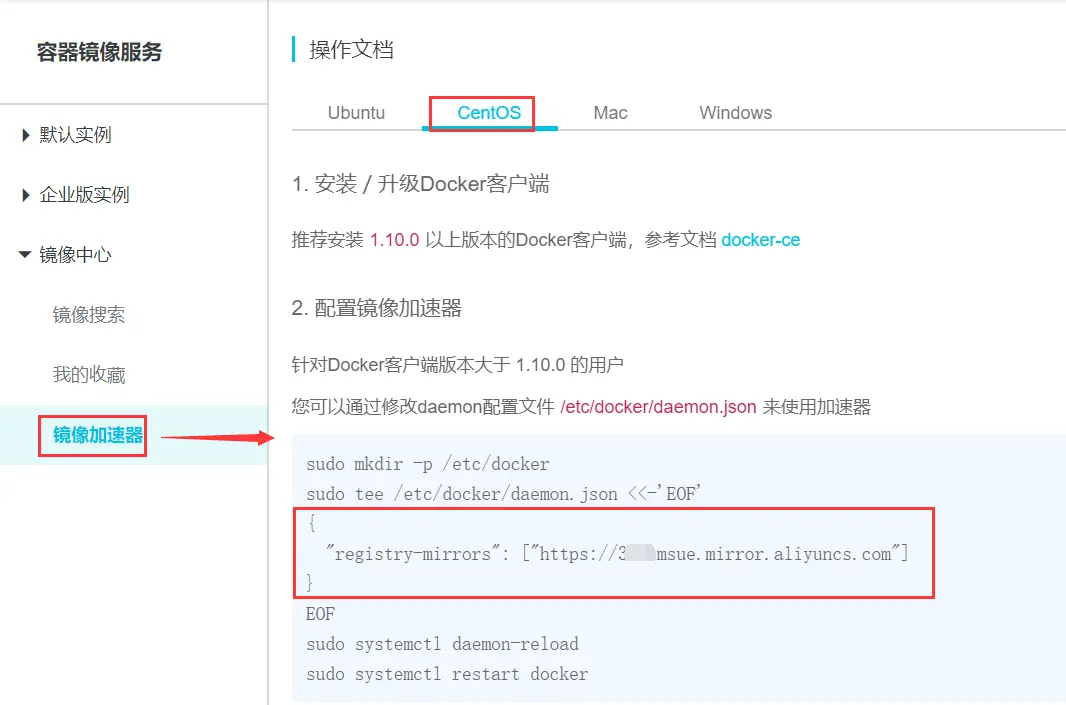 容器镜像服务
默认实例
企业版实例
镜像中心
镜像搜索
我的收藏
镜像加速器
操作文档
Ubuntu CentOS Mac Windows
1. 安装 / 升级Docker客户端
推荐安装 1.10.0 以上版本的Docker客户端，参考文档 docker-ce
2. 配置镜像加速器
针对Docker客户端版本大于 1.10.0 的用户
您可以通过修改daemon配置文件 /etc/docker/daemon.json 来使用加速器
sudo mkdir -p /etc/docker
sudo tee /etc/docker/daemon.json <<-'EOF'
{
"registry-mirrors": ["https://3 msue.mirror.aliyuncs.com"]
}
EOF
sudo systemctl daemon-reload
sudo systemctl restart docker